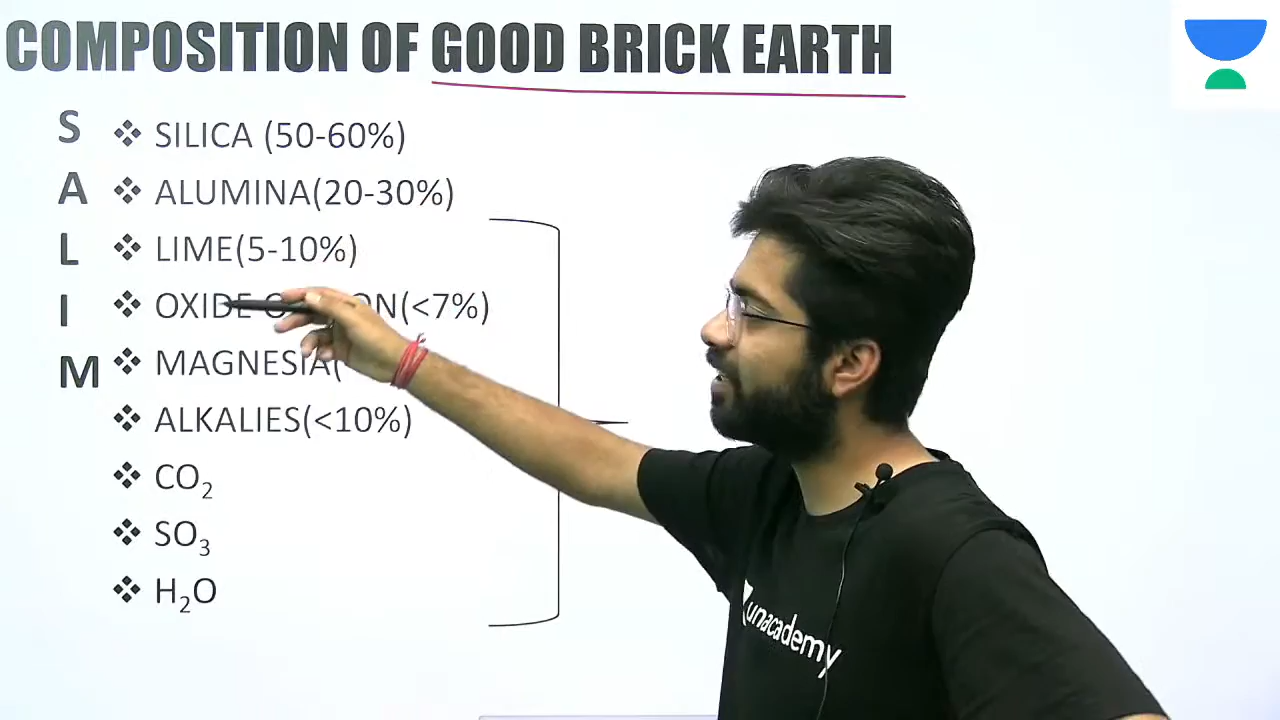 COMPOSITION OF GOOD BRICK EARTH
S ❖ SILICA (50-60%)
A ❖ ALUMINA(20-30%)
L ❖ LIME(5-10%)
I ❖ OXIDE (<7%)
M ❖ MAGNESIA(
❖ ALKALIES(<10%)
❖ CO₂
❖ SO₃
❖ H₂O
unacademy